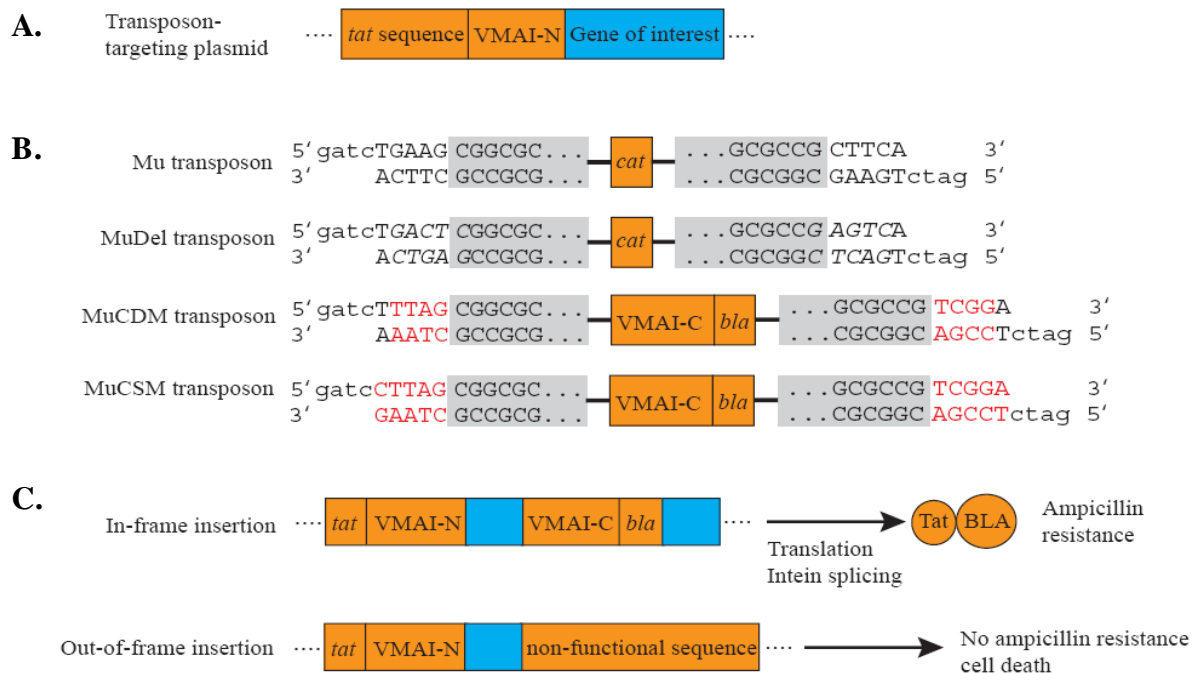 A.
Transposon-
targeting plasmid
.... tat sequence VMAI-N Gene of interest ....
B.
Mu transposon
5‘gatcTGAAG CGGCGC... cat ...GCGCCG CTTCA 3‘
3‘ ACTTC GCCGCG... ...CGCGGC GAAGTctag 5‘
MuDel transposon
5‘gatcTGACT CGGCGC... cat ...GCGCCG AGTCA 3‘
3‘ ACTGA GCCGCG... ...CGCGGC TCAGTctag 5‘
MuCDM transposon
5‘gatcTTTAG CGGCGC... VMAI-C bla ...GCGCCG TCGGA 3‘
3‘ AAATC GCCGCG... ...CGCGGC AGCCTctag 5‘
MuCSM transposon
5‘gatcCTTAG CGGCGC... VMAI-C bla ...GCGCCG TCGGA 3‘
3‘ GAATC GCCGCG... ...CGCGGC AGCCTctag 5‘
C.
In-frame insertion
.... tat VMAI-N VMAI-C bla ....
Translation
Intein splicing
Tat BLA
Ampicillin
resistance
Out-of-frame insertion
.... tat VMAI-N non-functional sequence ....
No ampicillin resistance
cell death